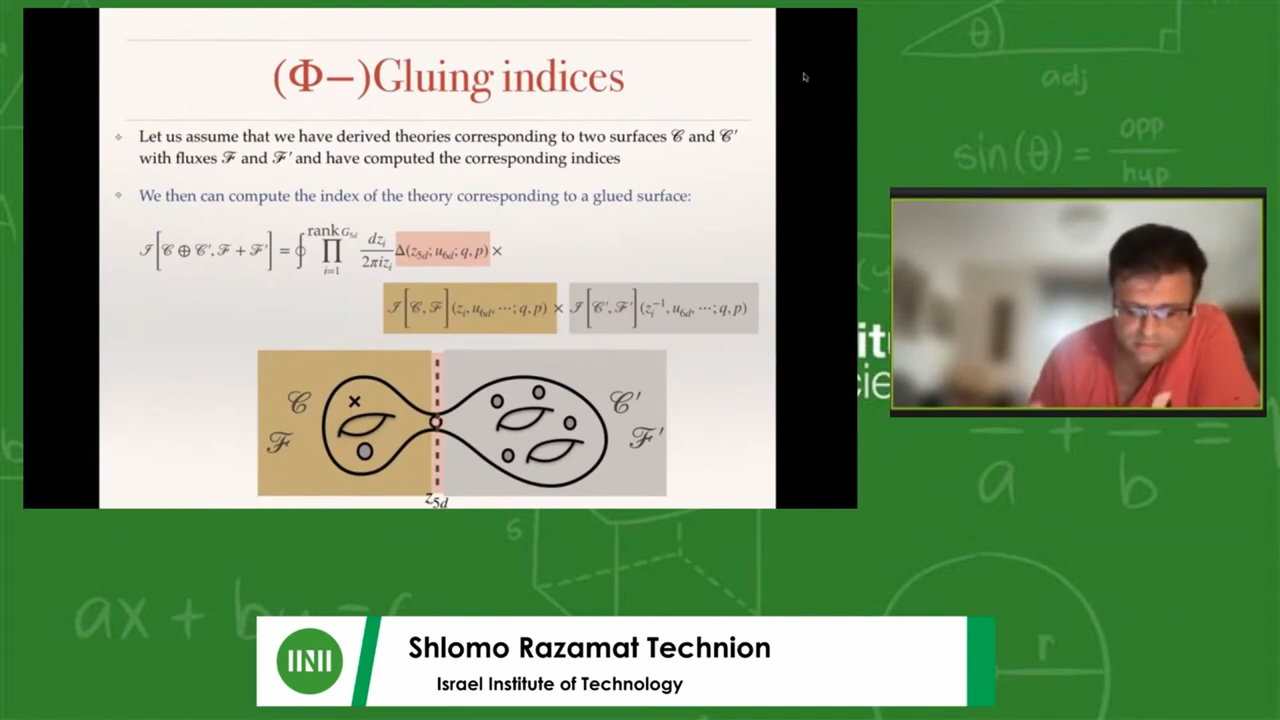 (Φ–)Gluing indices
Let us assume that we have derived theories corresponding to two surfaces 𝒞 and 𝒞′
with fluxes ℱ and ℱ′ and have computed the corresponding indices
We then can compute the index of the theory corresponding to a glued surface:
ℐ[𝒞 ⊕ 𝒞′, ℱ + ℱ′] = ∮ ∏_{i=1}^{rank G_{5d}} dz_i/2πiz_i Δ(z_{5d}; u_{6d}; q, p) ×
ℐ[𝒞, ℱ](z_i, u_{6d}, ⋯; q, p) × ℐ[𝒞′, ℱ′](z_i^{-1}, u_{6d}, ⋯; q, p)
𝒞 𝒞′
ℱ ℱ′
z_{5d}
θ
adj
sin(θ) = opp/hyp
a + b =
s
ax + b
r
Shlomo Razamat Technion
Israel Institute of Technology